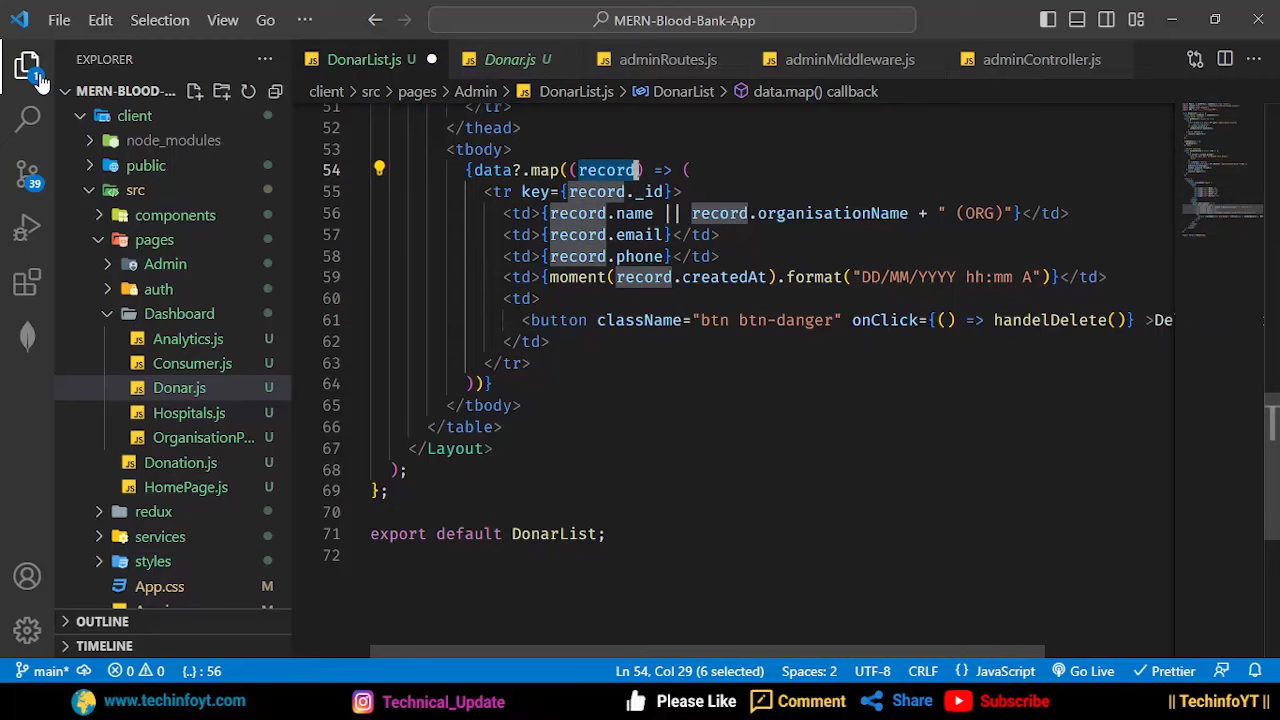 File Edit Selection View Go ··· MERN-Blood-Bank-App
EXPLORER ···
MERN-BLOOD-...
client
node_modules
public
src
components
pages
Admin
auth
Dashboard
Analytics.js U
Consumer.js U
Donar.js U
Hospitals.js U
OrganisationP... U
Donation.js U
HomePage.js U
redux
services
styles
App.css M
OUTLINE
TIMELINE
1
39
DonarList.js U Donar.js U adminRoutes.js adminMiddleware.js adminController.js ···
client > src > pages > Admin > DonarList.js > DonarList > data.map() callback
51 </tr>
52 </thead>
53 <tbody>
54 {data?.map((record) => (
55 <tr key={record._id}>
56 <td>{record.name || record.organisationName + " (ORG)"}</td>
57 <td>{record.email}</td>
58 <td>{record.phone}</td>
59 <td>{moment(record.createdAt).format("DD/MM/YYYY hh:mm A")}</td>
60 <td>
61 <button className="btn btn-danger" onClick={() => handelDelete()} >De
62 </td>
63 </tr>
64 ))}
65 </tbody>
66 </table>
67 </Layout>
68 );
69 };
70
71 export default DonarList;
72
main* 0 0 {..} : 56 Ln 54, Col 29 (6 selected) Spaces: 2 UTF-8 CRLF {} JavaScript Go Live Prettier
www.techinfoyt.com Technical_Update Please Like Comment Share Subscribe || TechinfoYT ||